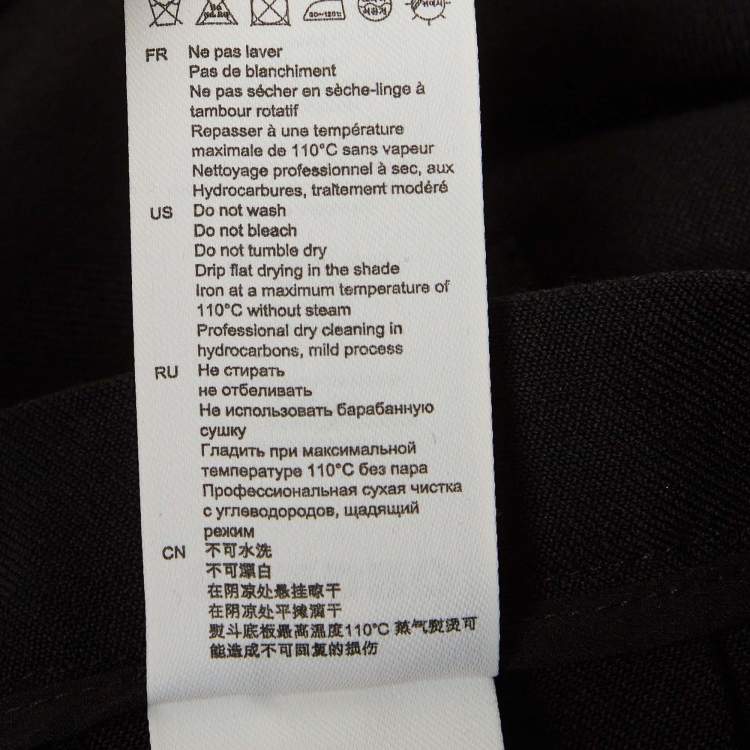 80~120℃
FR Ne pas laver
Pas de blanchiment
Ne pas sécher en sèche-linge à
tambour rotatif
Repasser à une température
maximale de 110°C sans vapeur
Nettoyage professionnel à sec, aux
Hydrocarbures, traitement modéré
US Do not wash
Do not bleach
Do not tumble dry
Drip flat drying in the shade
Iron at a maximum temperature of
110°C without steam
Professional dry cleaning in
hydrocarbons, mild process
RU Не стирать
не отбеливать
Не использовать барабанную
сушку
Гладить при максимальной
температуре 110°C без пара
Профессиональная сухая чистка
с углеводородов, щадящий
режим
CN 不可水洗
不可漂白
在阴凉处悬挂晾干
在阴凉处平摊滴干
熨斗底板最高温度110℃ 蒸气熨烫可
能造成不可回复的损伤